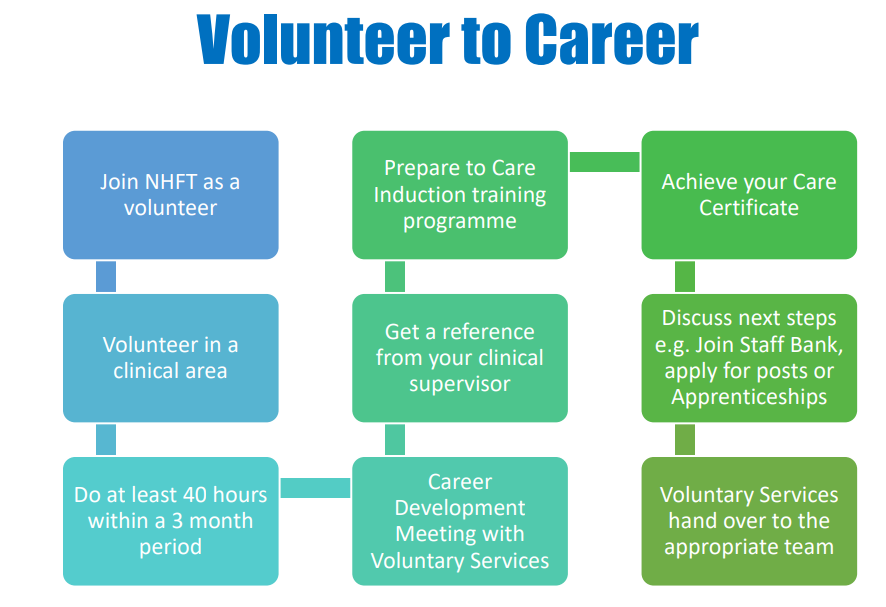 Volunteer to Career
Join NHFT as a
volunteer
Volunteer in a
clinical area
Do at least 40 hours
within a 3 month
period
Career
Development
Meeting with
Voluntary Services
Get a reference
from your clinical
supervisor
Prepare to Care
Induction training
programme
Achieve your Care
Certificate
Discuss next steps
e.g. Join Staff Bank,
apply for posts or
Apprenticeships
Voluntary Services
hand over to the
appropriate team